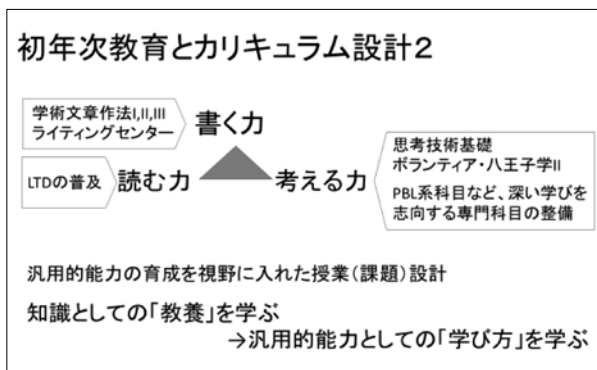 初年次教育とカリキュラム設計2
学術文章作法I,II,III
ライティングセンター
書く力
LTDの普及
読む力
考える力
思考技術基礎
ボランティア・八王子学II
PBL系科目など、深い学びを
志向する専門科目の整備
汎用的能力の育成を視野に入れた授業(課題)設計
知識としての「教養」を学ぶ
→汎用的能力としての「学び方」を学ぶ